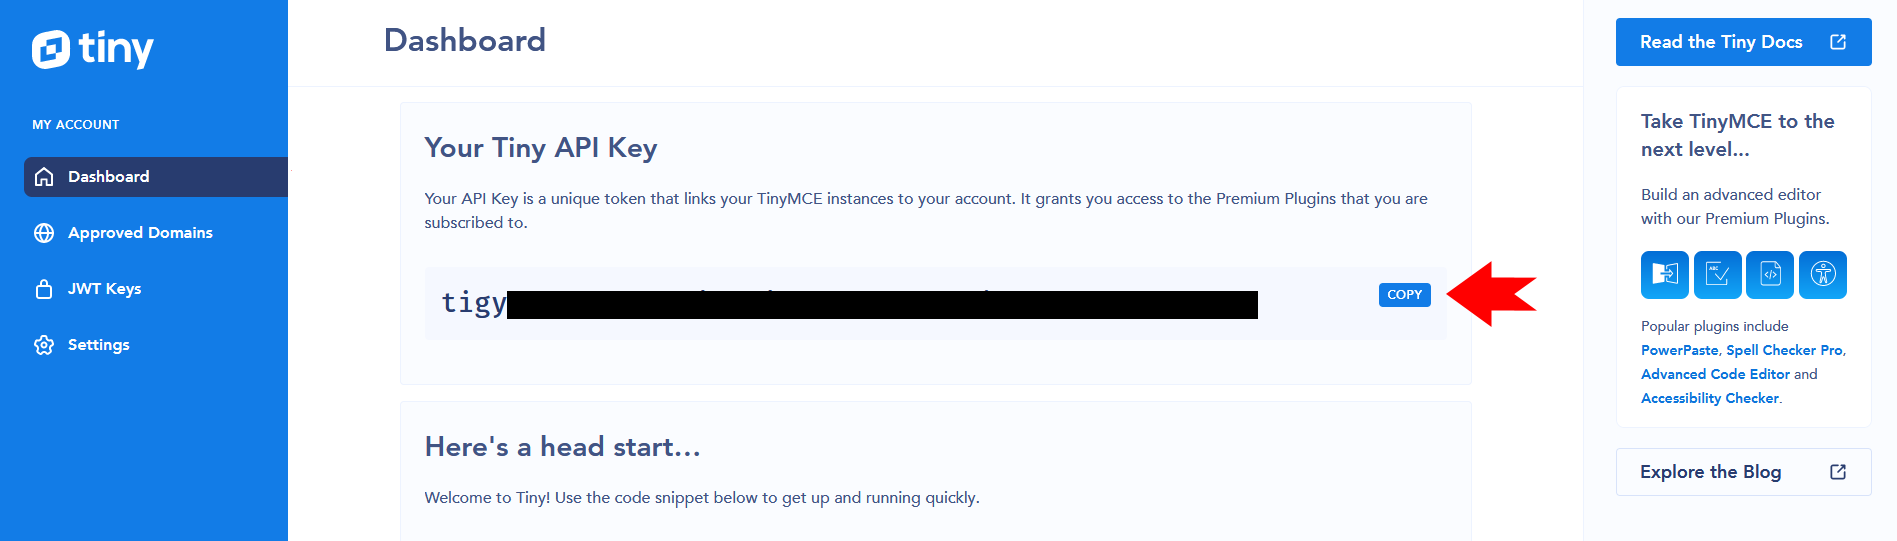 tiny
MY ACCOUNT
Dashboard
Approved Domains
JWT Keys
Settings
Dashboard
Your Tiny API Key
Your API Key is a unique token that links your TinyMCE instances to your account. It grants you access to the Premium Plugins that you are
subscribed to.
tigy
COPY
Here's a head start...
Welcome to Tiny! Use the code snippet below to get up and running quickly.
Read the Tiny Docs
Take TinyMCE to the
next level...
Build an advanced editor
with our Premium Plugins.
ABC
Popular plugins include
PowerPaste, Spell Checker Pro,
Advanced Code Editor and
Accessibility Checker.
Explore the Blog